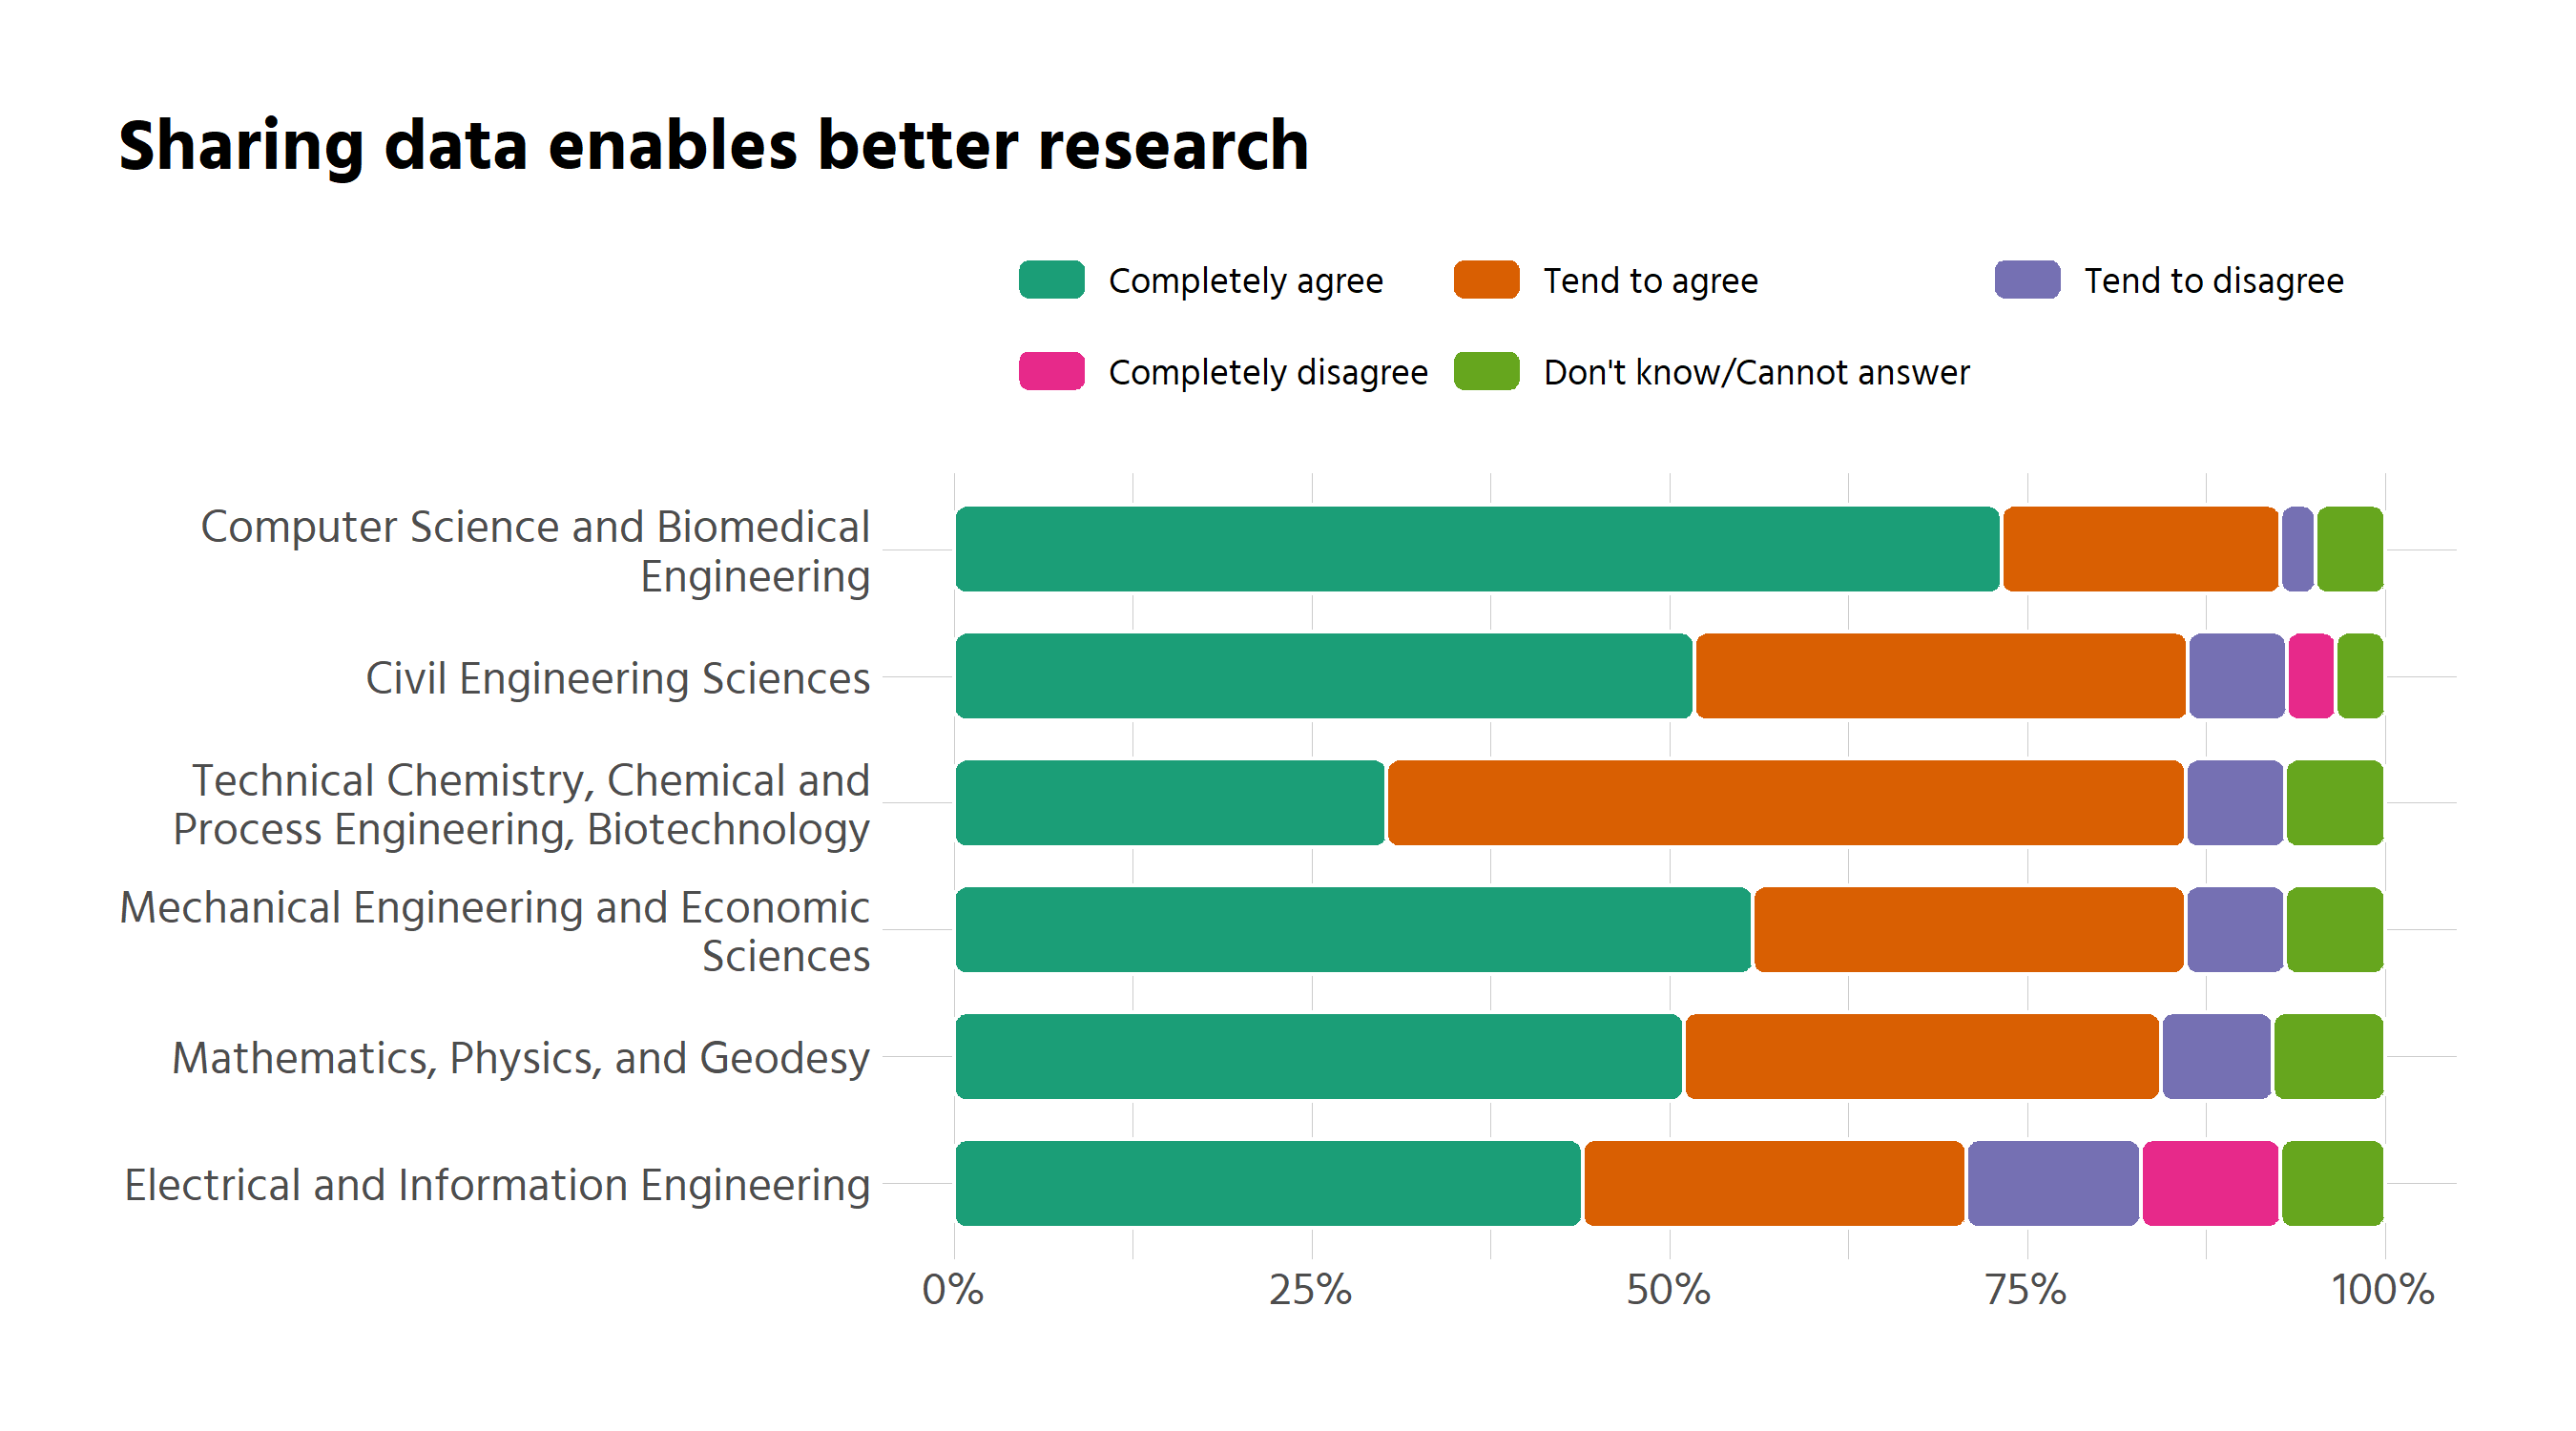 Sharing data enables better research
Completely agree
Tend to agree
Tend to disagree
Completely disagree
Don't know/Cannot answer
Computer Science and Biomedical
Engineering
Civil Engineering Sciences
Technical Chemistry, Chemical and
Process Engineering, Biotechnology
Mechanical Engineering and Economic
Sciences
Mathematics, Physics, and Geodesy
Electrical and Information Engineering
0%
25%
50%
75%
100%